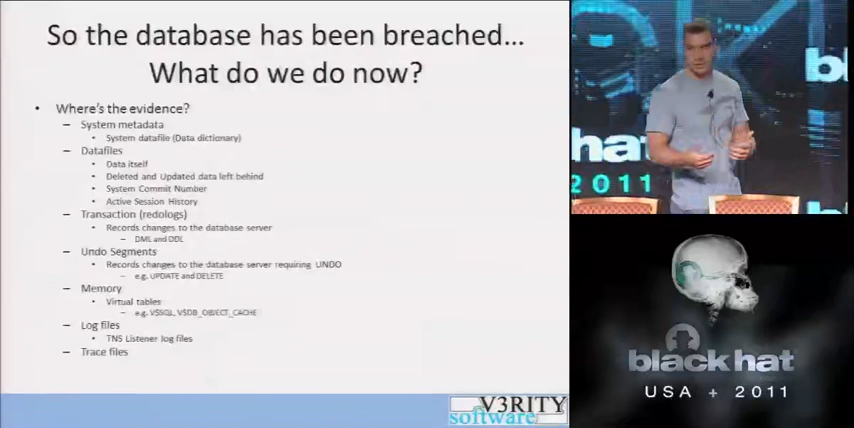 So the database has been breached...
What do we do now?
• Where's the evidence?
– System metadata
• System datafile (Data dictionary)
– Datafiles
• Data itself
• Deleted and Updated data left behind
• System Commit Number
• Active Session History
– Transaction (redologs)
• Records changes to the database server
– DML and DDL
– Undo Segments
• Records changes to the database server requiring UNDO
– e.g. UPDATE and DELETE
– Memory
• Virtual tables
– e.g. V$SQL, V$DB_OBJECT_CACHE
– Log files
• TNS Listener log files
– Trace files
V3RITY
software
bl
hat
2011
black hat
USA + 2011